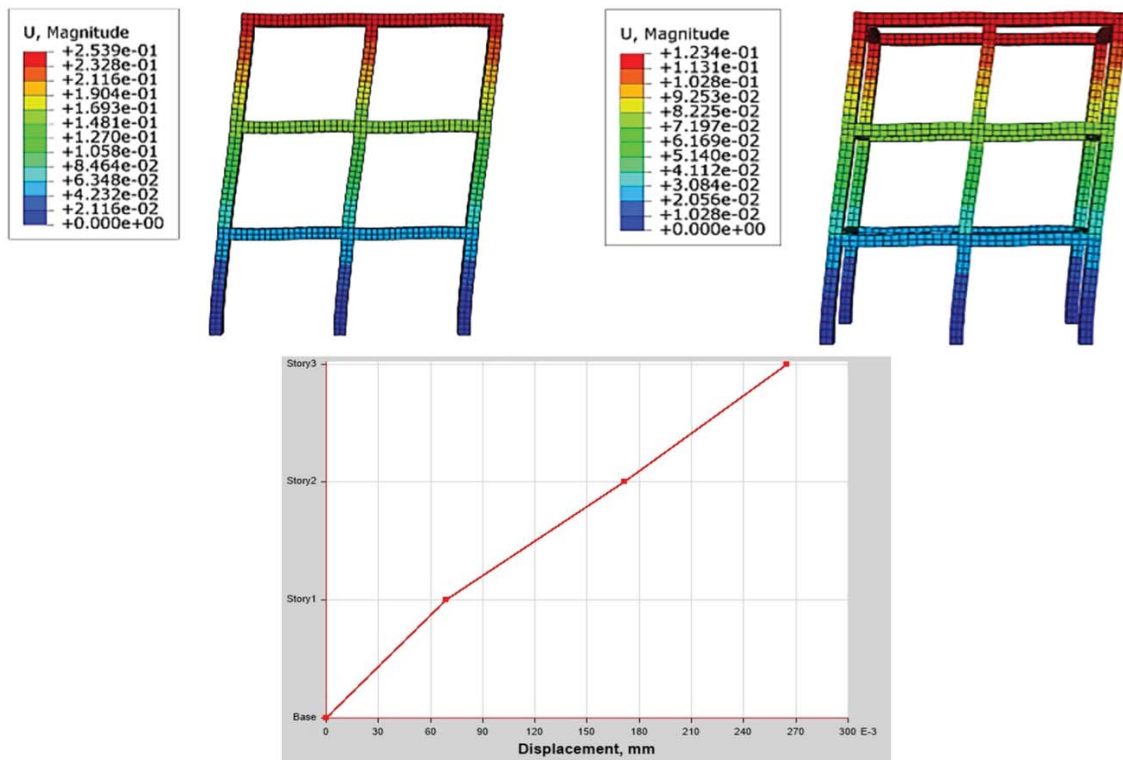 U, Magnitude
+2.539e-01
+2.328e-01
+2.116e-01
+1.904e-01
+1.693e-01
+1.481e-01
+1.270e-01
+1.058e-01
+8.464e-02
+6.348e-02
+4.232e-02
+2.116e-02
+0.000e+00
U, Magnitude
+1.234e-01
+1.131e-01
+1.028e-01
+9.253e-02
+8.225e-02
+7.197e-02
+6.169e-02
+5.140e-02
+4.112e-02
+3.084e-02
+2.056e-02
+1.028e-02
+0.000e+00
Story3
Story2
Story1
Base
0 30 60 90 120 150 180 210 240 270 300 E-3
Displacement, mm